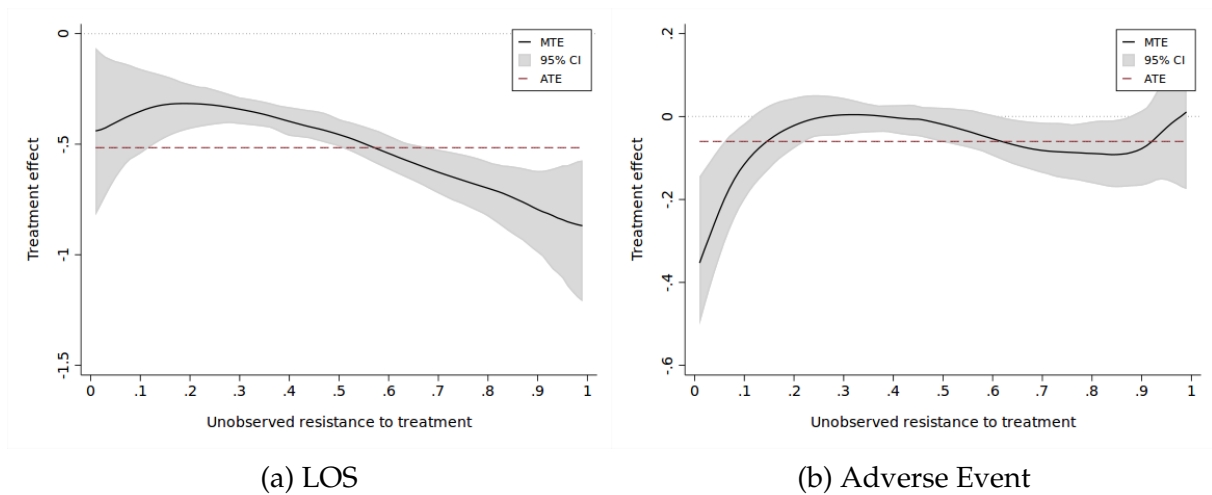 0
-.5
-1
-1.5
Treatment effect
0 .1 .2 .3 .4 .5 .6 .7 .8 .9 1
Unobserved resistance to treatment
MTE
95% CI
ATE
(a) LOS
.2
0
-.2
-.4
-.6
Treatment effect
0 .1 .2 .3 .4 .5 .6 .7 .8 .9 1
Unobserved resistance to treatment
MTE
95% CI
ATE
(b) Adverse Event